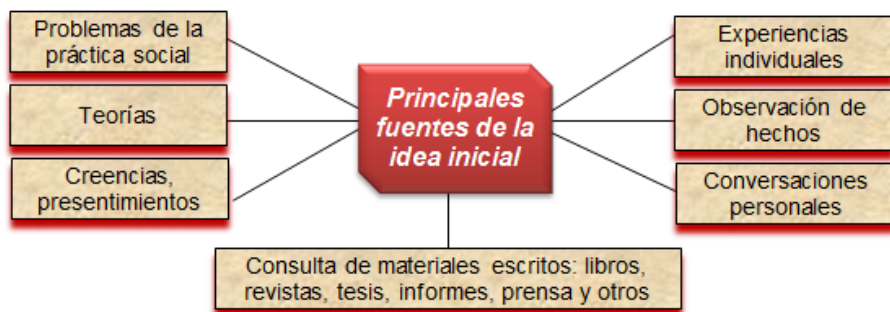 Problemas de la
práctica social
Teorías
Creencias,
presentimientos
Principales
fuentes de la
idea inicial
Experiencias
individuales
Observación de
hechos
Conversaciones
personales
Consulta de materiales escritos: libros,
revistas, tesis, informes, prensa y otros